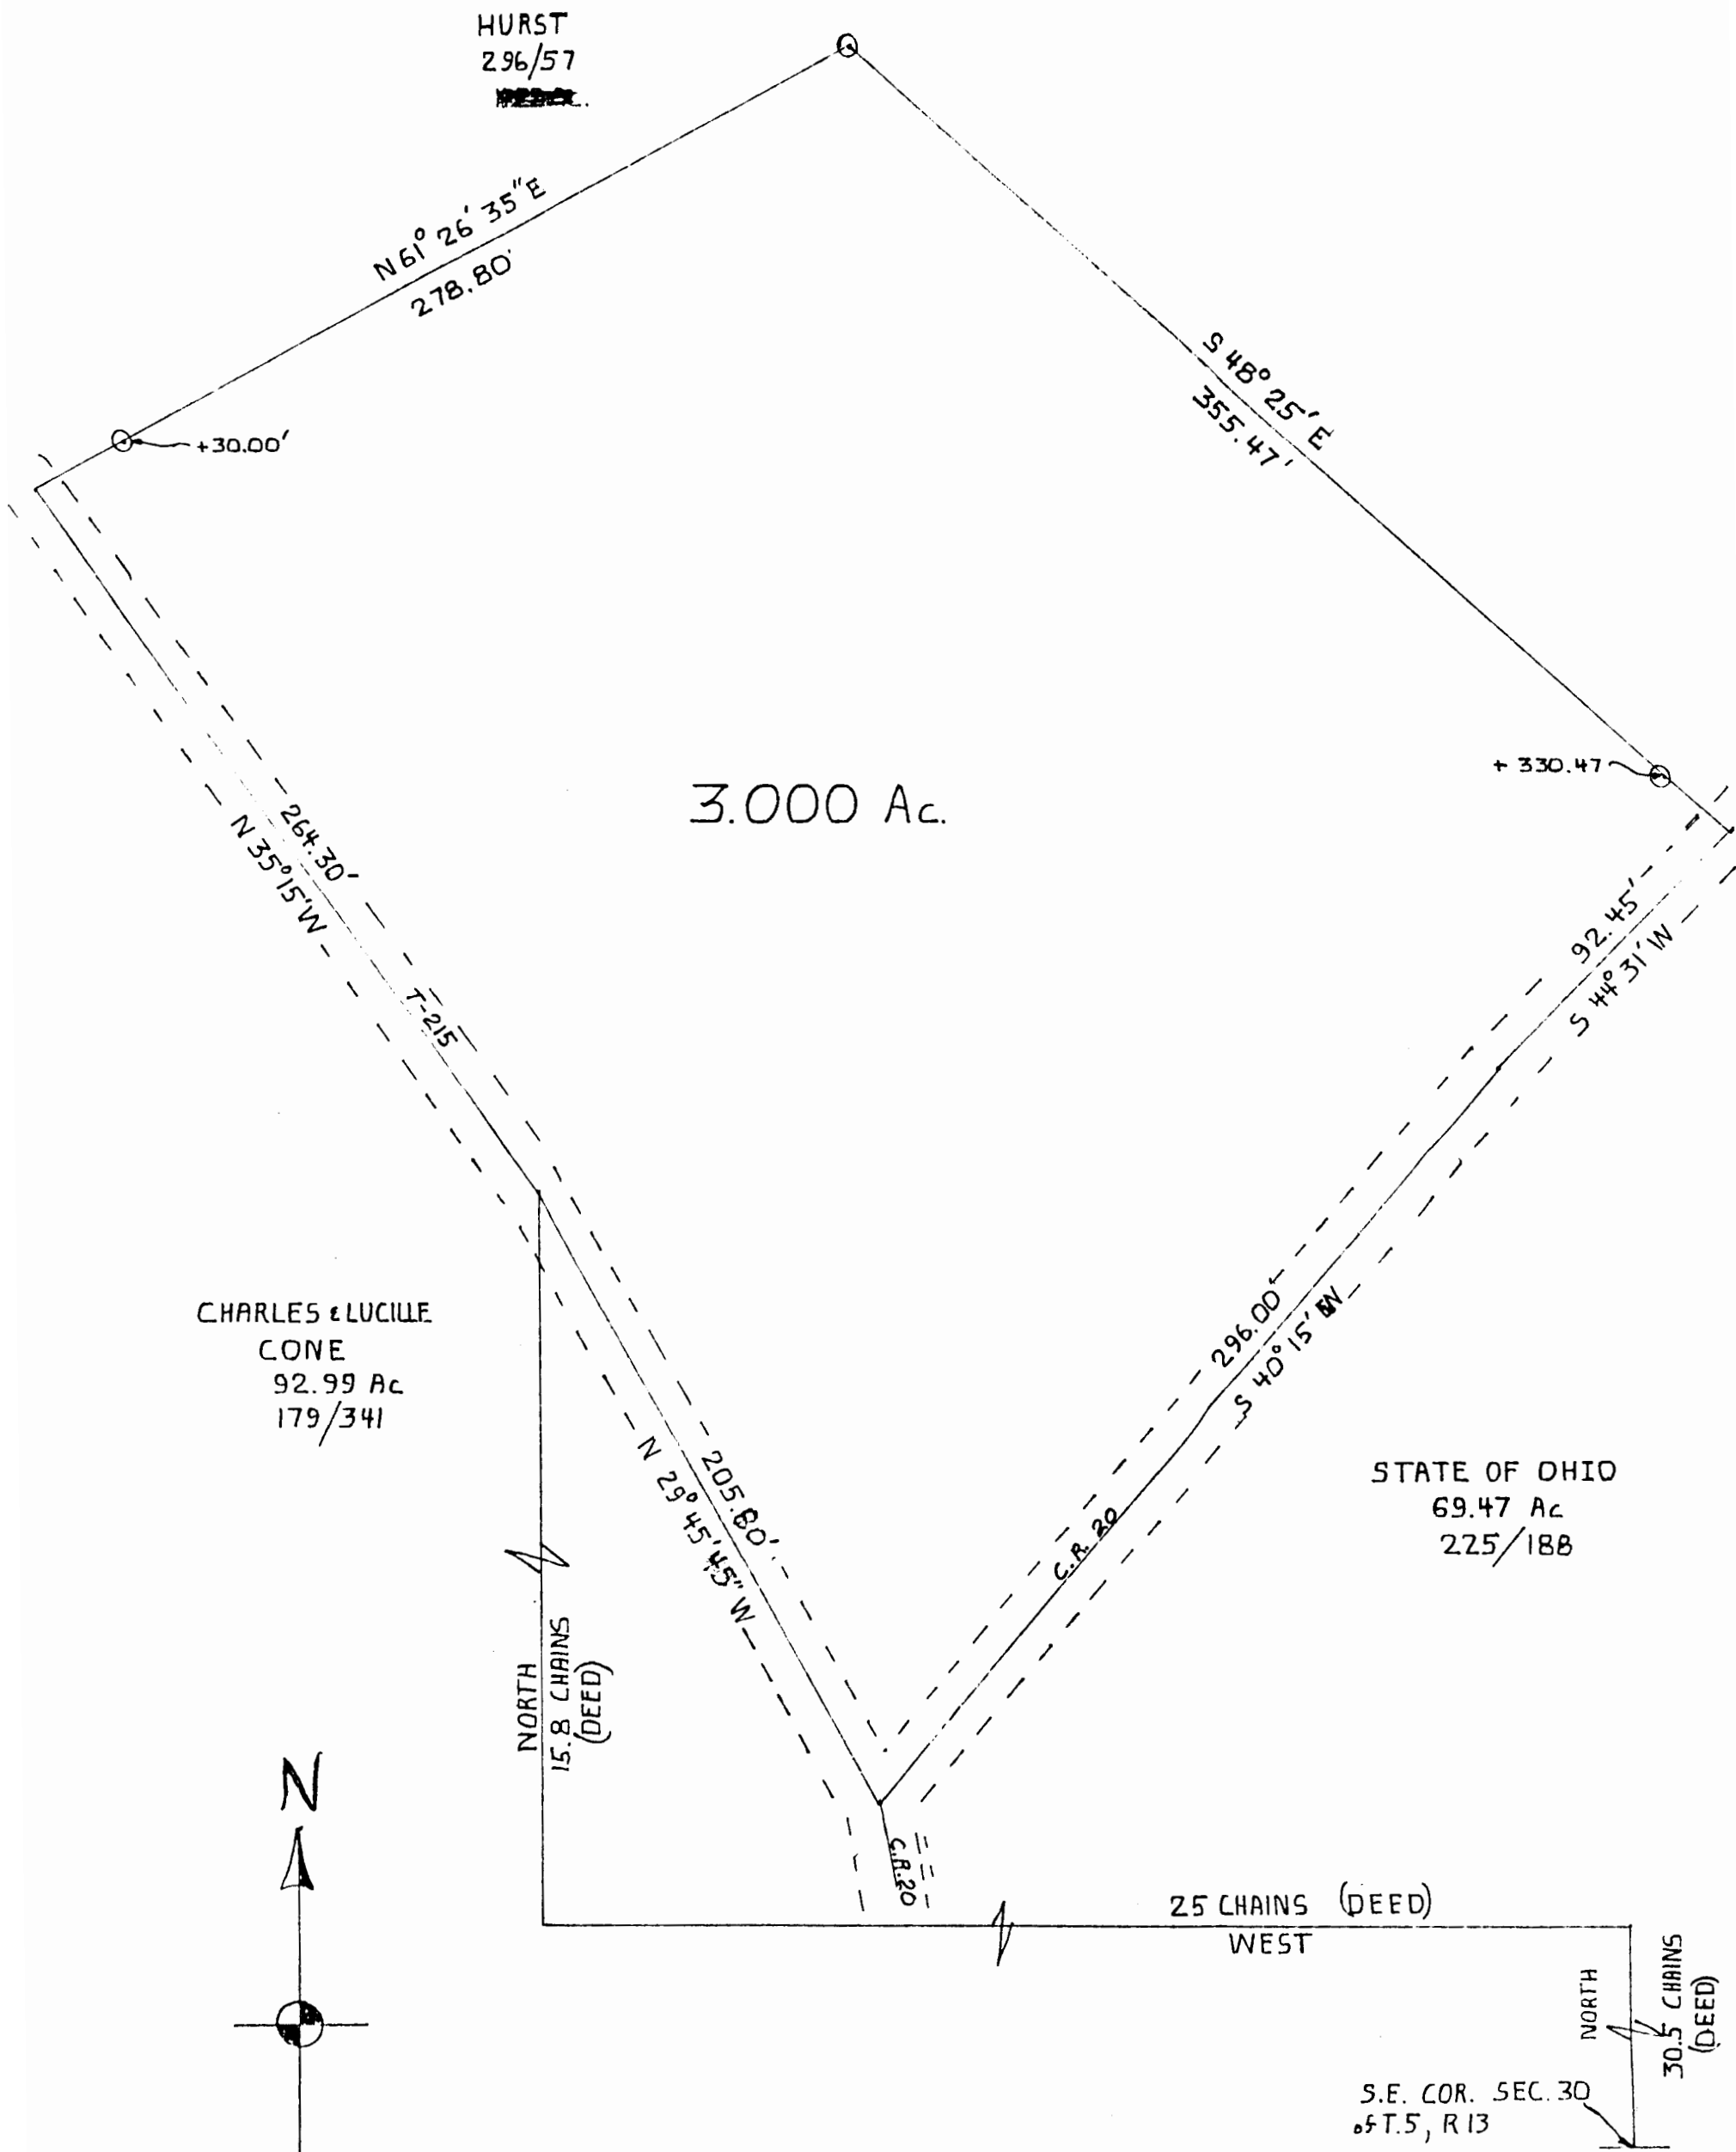 HURST
296/57
N 61° 26' 35" E
278.80'
+30.00'
S 48° 25' E
355.47'
+ 330.47
3.000 Ac.
264.30'
N 35° 15' W
T-215
92.45'
S 44° 31' W
296.00'
S 40° 15' W
C.R. 20
CHARLES & LUCILLE
CONE
92.99 Ac
179/341
205.80'
N 29° 45' 45" W
STATE OF OHIO
69.47 Ac
225/188
NORTH
15.8 CHAINS
(DEED)
N
C.R. 20
25 CHAINS (DEED)
WEST
NORTH
30.5 CHAINS
(DEED)
S.E. COR. SEC. 30
of T.5, R 13